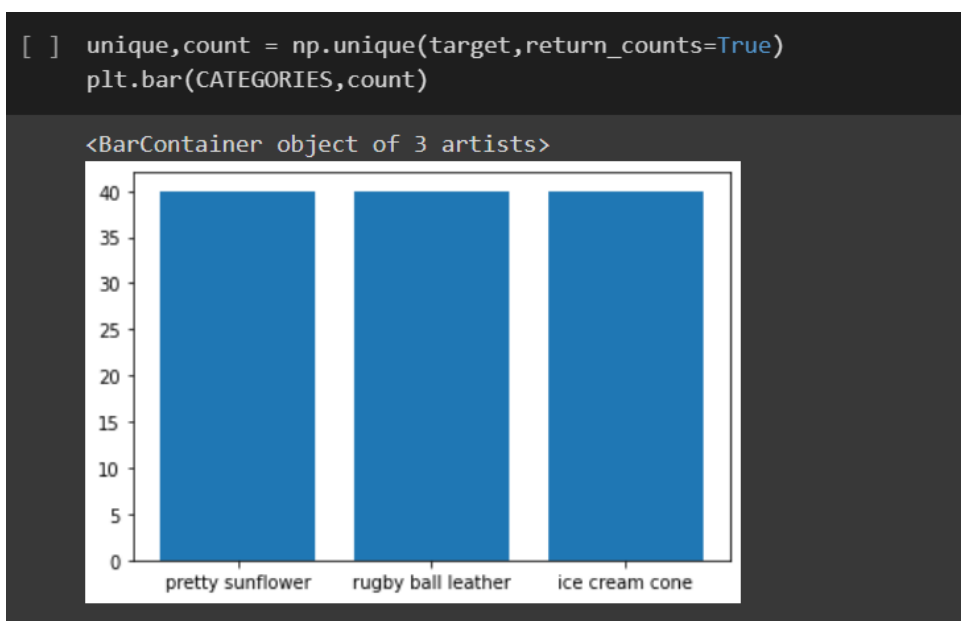 [ ] unique,count = np.unique(target,return_counts=True)
plt.bar(CATEGORIES,count)
<BarContainer object of 3 artists>
40
35
30
25
20
15
10
5
0
pretty sunflower rugby ball leather ice cream cone